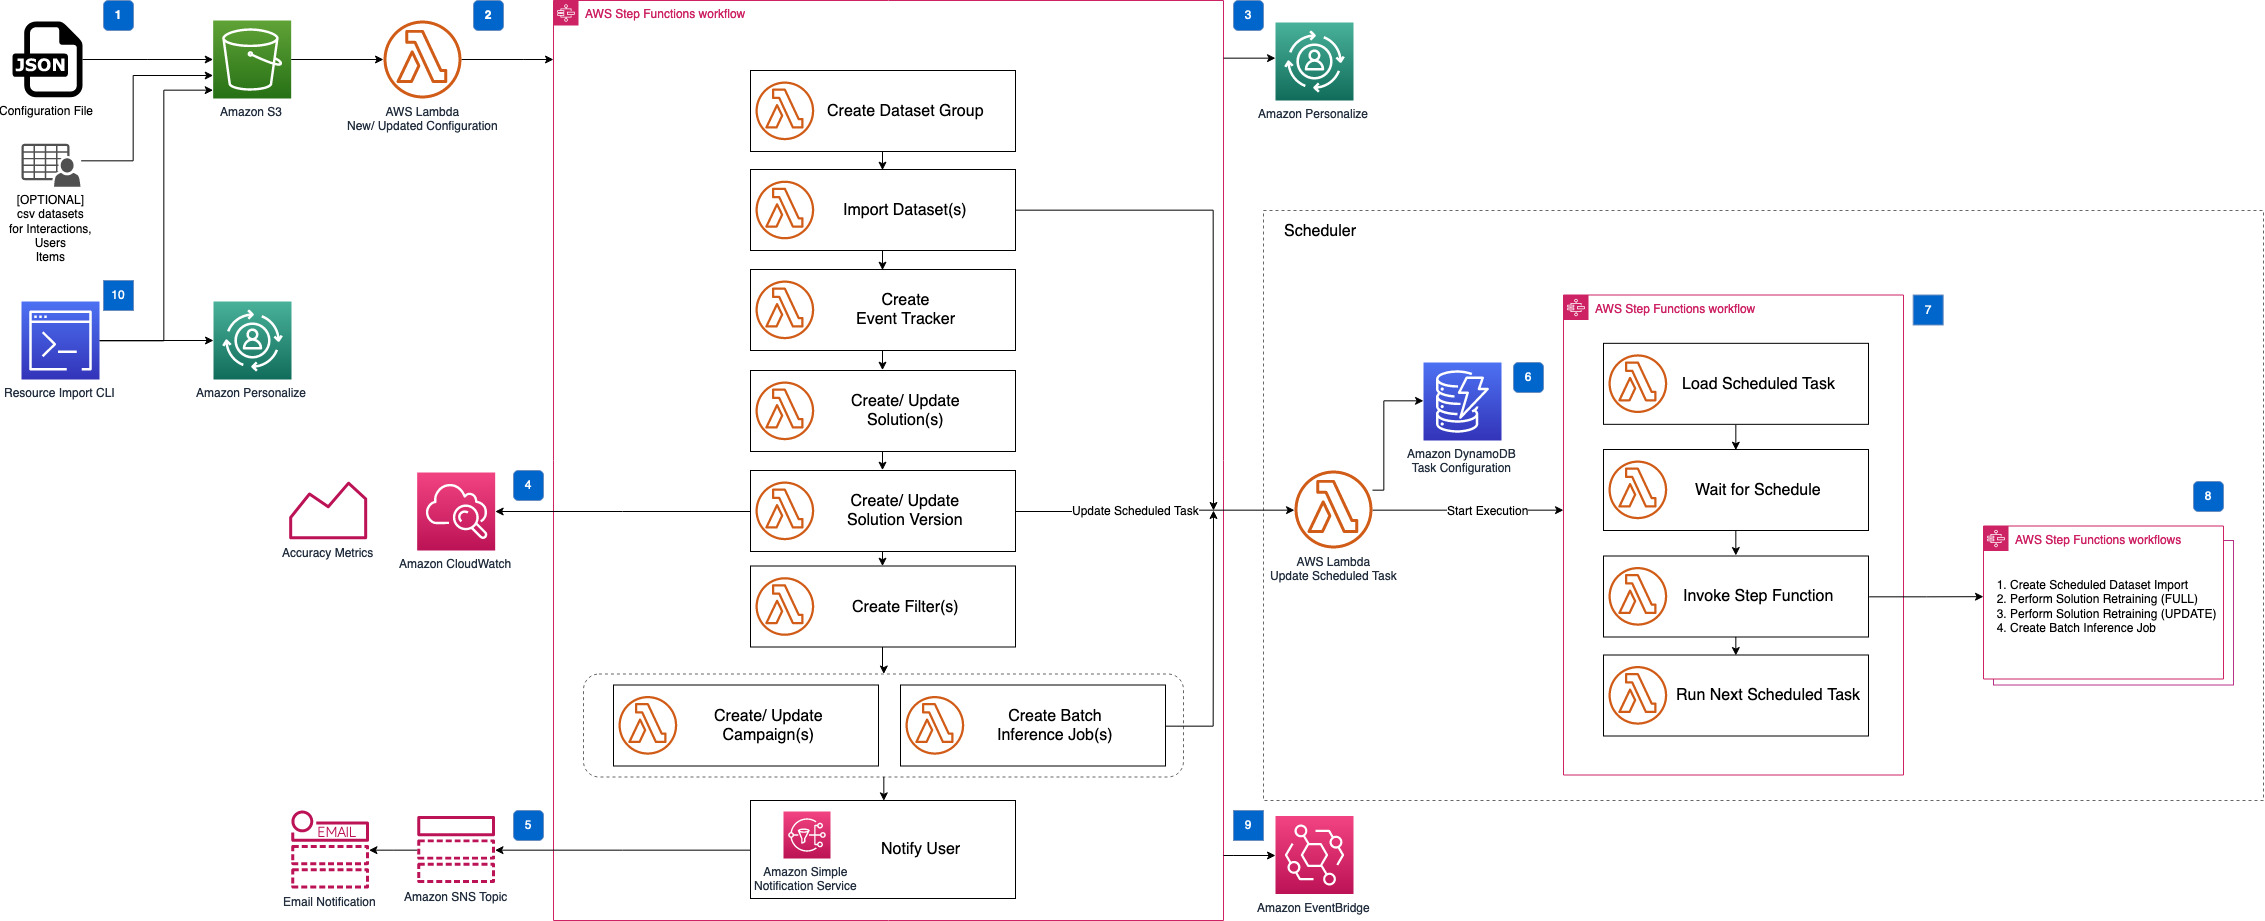 1
JSON
Configuration File
Amazon S3
2
AWS Lambda
New/ Updated Configuration
[OPTIONAL]
csv datasets
for Interactions,
Users
Items
10
Resource Import CLI
Amazon Personalize
AWS Step Functions workflow
Create Dataset Group
Import Dataset(s)
Create
Event Tracker
Create/ Update
Solution(s)
Create/ Update
Solution Version
Create Filter(s)
Create/ Update
Campaign(s)
Create Batch
Inference Job(s)
Amazon Simple
Notification Service
Notify User
3
Amazon Personalize
4
Accuracy Metrics
Amazon CloudWatch
5
EMAIL
Email Notification
Amazon SNS Topic
Update Scheduled Task
Scheduler
AWS Lambda
Update Scheduled Task
6
Amazon DynamoDB
Task Configuration
Start Execution
7
AWS Step Functions workflow
Load Scheduled Task
Wait for Schedule
Invoke Step Function
Run Next Scheduled Task
8
AWS Step Functions workflows
1. Create Scheduled Dataset Import
2. Perform Solution Retraining (FULL)
3. Perform Solution Retraining (UPDATE)
4. Create Batch Inference Job
9
Amazon EventBridge